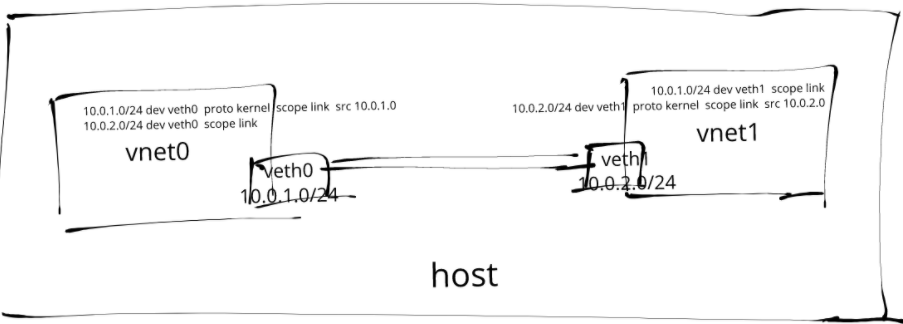 10.0.1.0/24 dev veth0 proto kernel scope link src 10.0.1.0
10.0.2.0/24 dev veth0 scope link
vnet0
veth0
10.0.1.0/24
10.0.1.0/24 dev veth1 scope link
10.0.2.0/24 dev veth1 proto kernel scope link src 10.0.2.0
vnet1
veth1
10.0.2.0/24
host